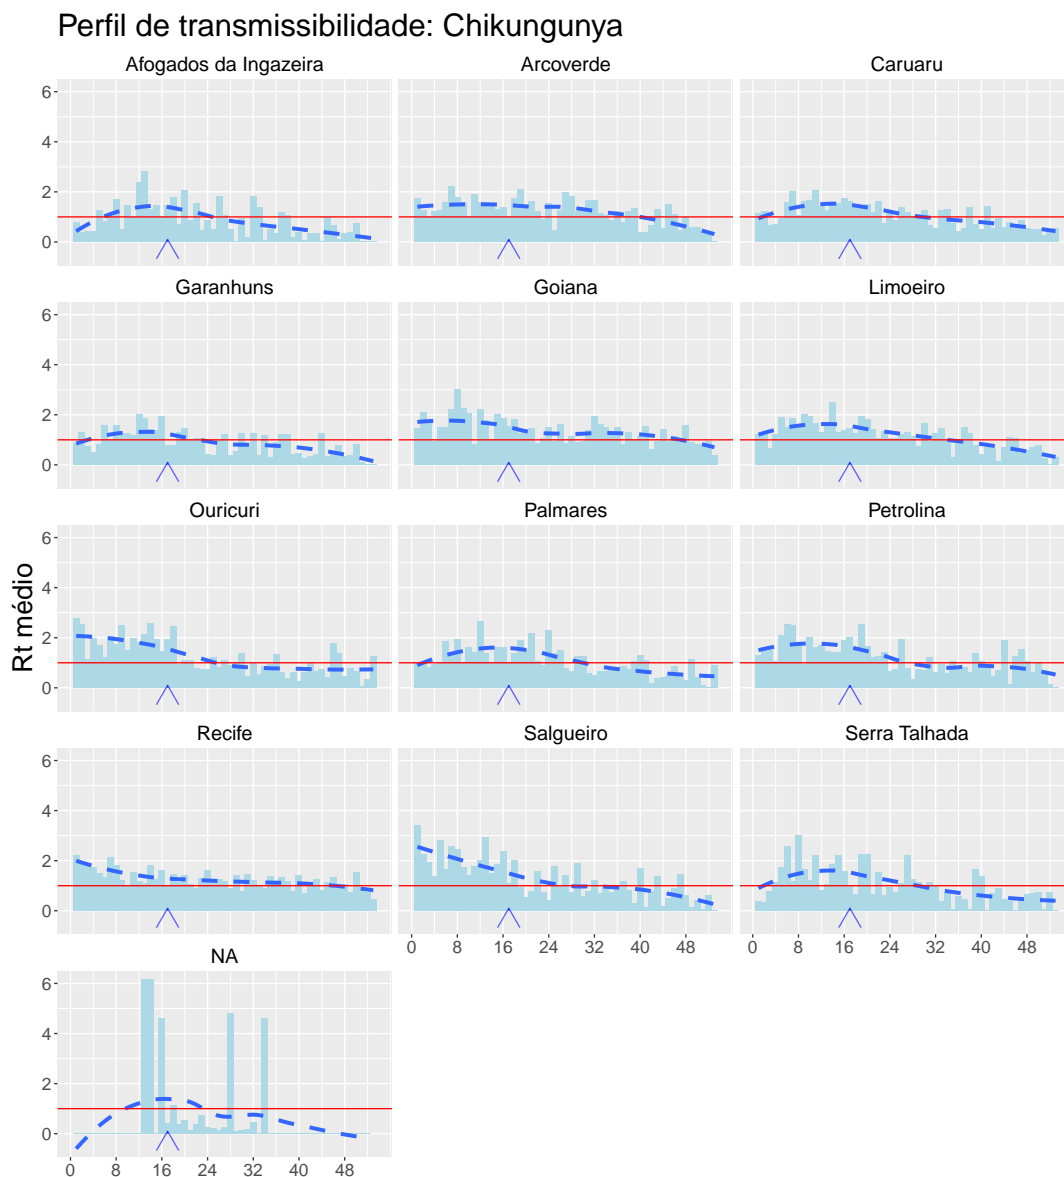 Perfil de transmissibilidade: Chikungunya
Afogados da Ingazeira Arcoverde Caruaru
6
4
2
0
Garanhuns Goiana Limoeiro
6
4
2
0
Ouricuri Palmares Petrolina
6
4
2
0
Rt médio
Recife Salgueiro Serra Talhada
6
4
2
0
0 8 16 24 32 40 48 0 8 16 24 32 40 48
NA
6
4
2
0
0 8 16 24 32 48